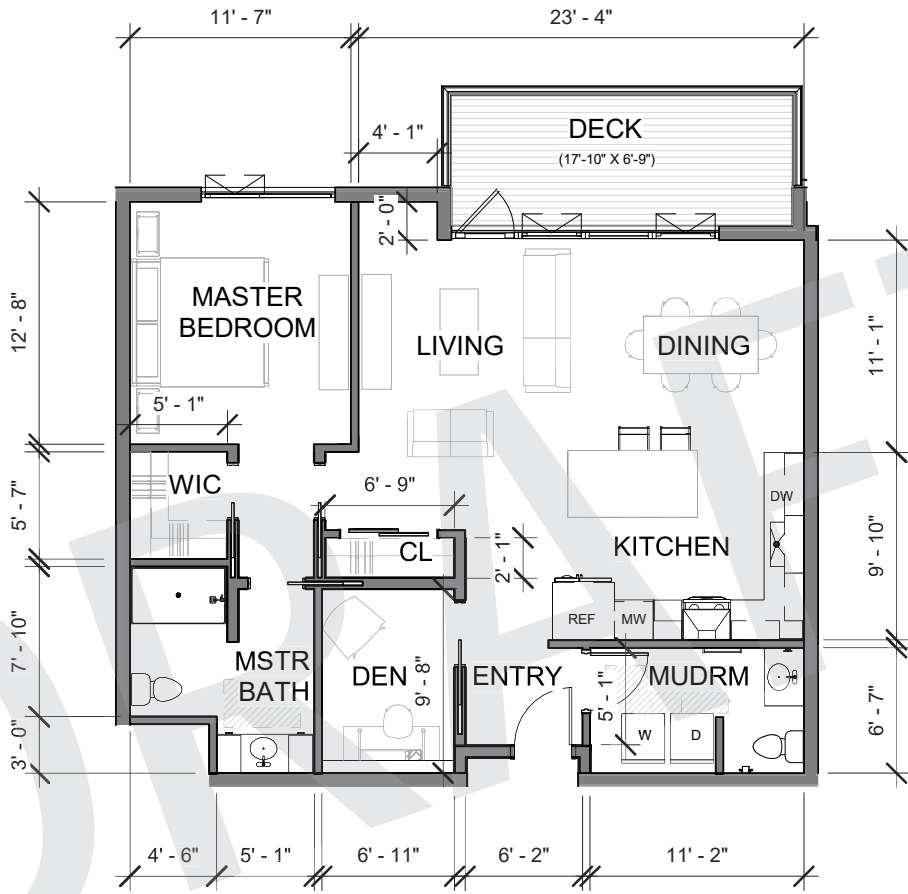 11' - 7"
23' - 4"
4' - 1"
DECK
(17'-10" X 6'-9")
2' - 0"
12' - 8"
MASTER
BEDROOM
LIVING
DINING
11' - 1"
5' - 1"
WIC
6' - 9"
5' - 7"
CL
2' - 1"
DW
KITCHEN
9' - 10"
REF
MW
7' - 10"
MSTR
BATH
DEN
9' - 8"
ENTRY
5' - 1"
MUDRM
W
D
6' - 7"
3' - 0"
4' - 6"
5' - 1"
6' - 11"
6' - 2"
11' - 2"
DRAFT